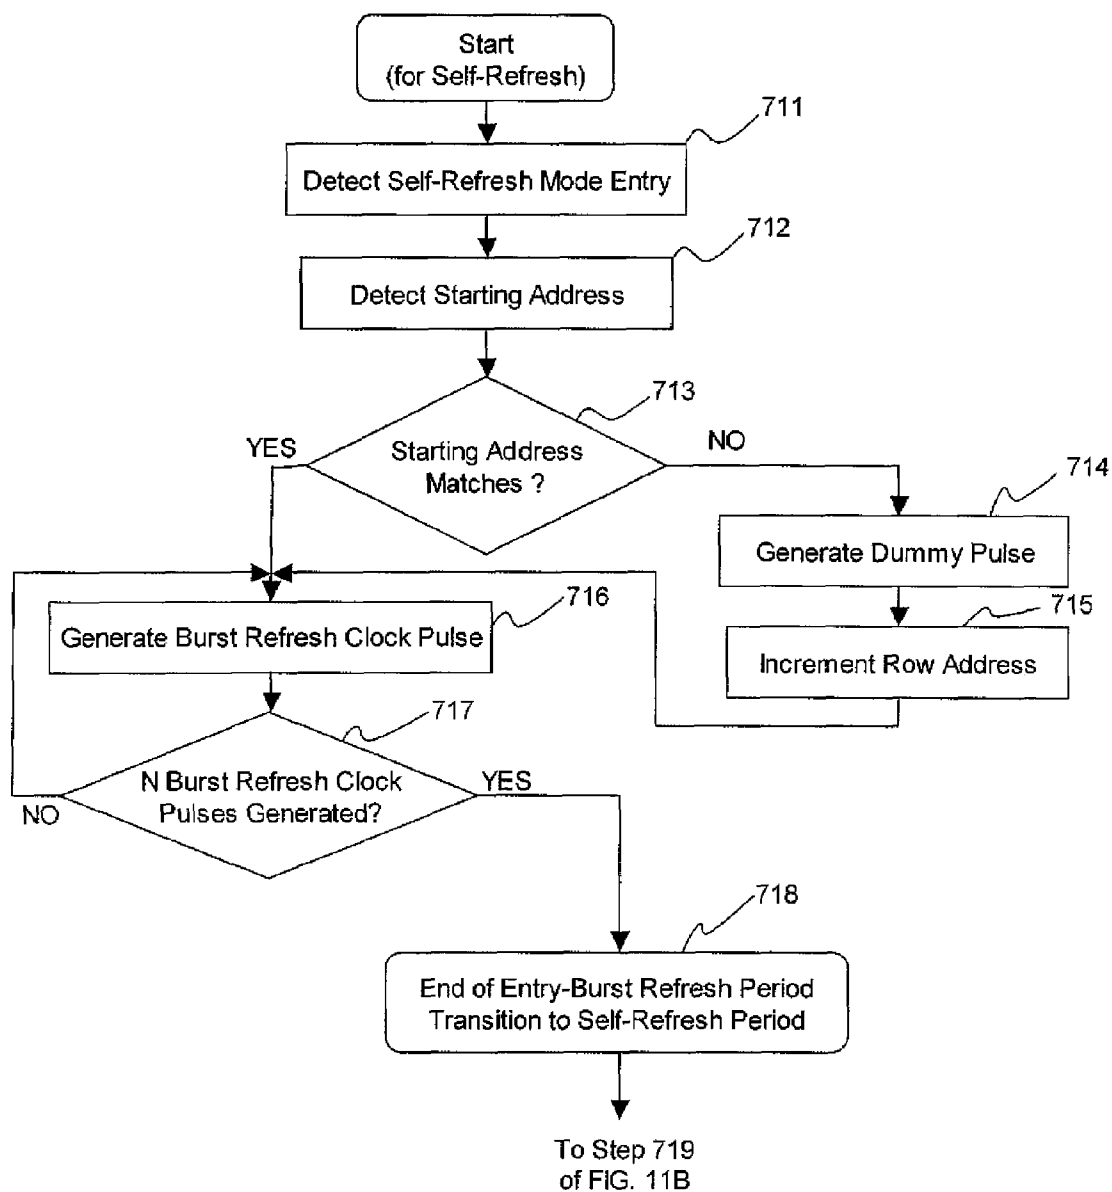 Start
(for Self-Refresh)
711
Detect Self-Refresh Mode Entry
712
Detect Starting Address
713
YES
Starting Address
Matches ?
NO
714
Generate Dummy Pulse
716
Generate Burst Refresh Clock Pulse
715
Increment Row Address
717
N Burst Refresh Clock
Pulses Generated?
YES
NO
718
End of Entry-Burst Refresh Period
Transition to Self-Refresh Period
To Step 719
of FIG. 11B